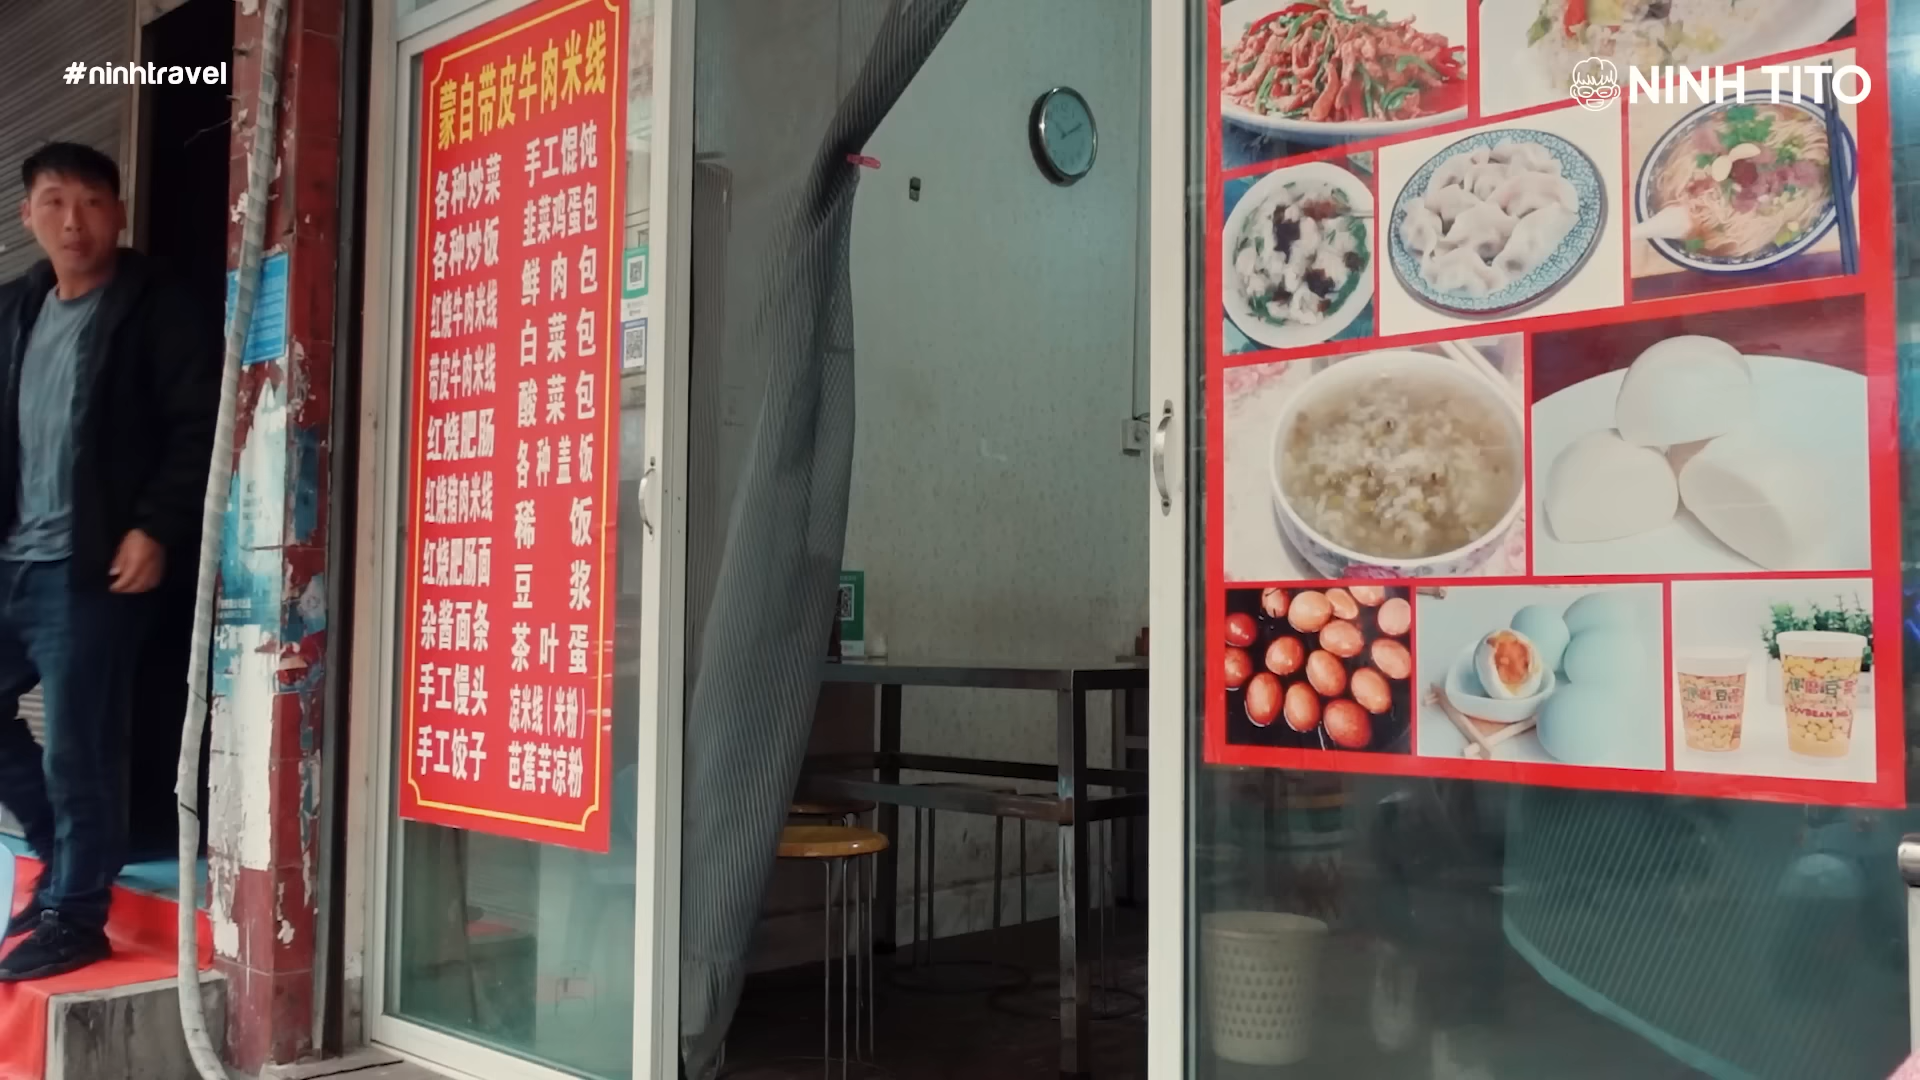 #ninhtravel
NINH TITO
蒙自带皮牛肉米线
各种炒菜
各种炒饭
红烧牛肉米线
带皮牛肉米线
红烧肥肠
红烧猪肉米线
红烧肥肠面
杂酱面条
手工馒头
手工饺子
手工馄饨
韭菜鸡蛋包
鲜肉包
白菜包
酸菜包
各种盖饭
稀饭
豆浆
茶叶蛋
凉米线(米粉)
芭蕉芋凉粉
SOYBEAN MILK